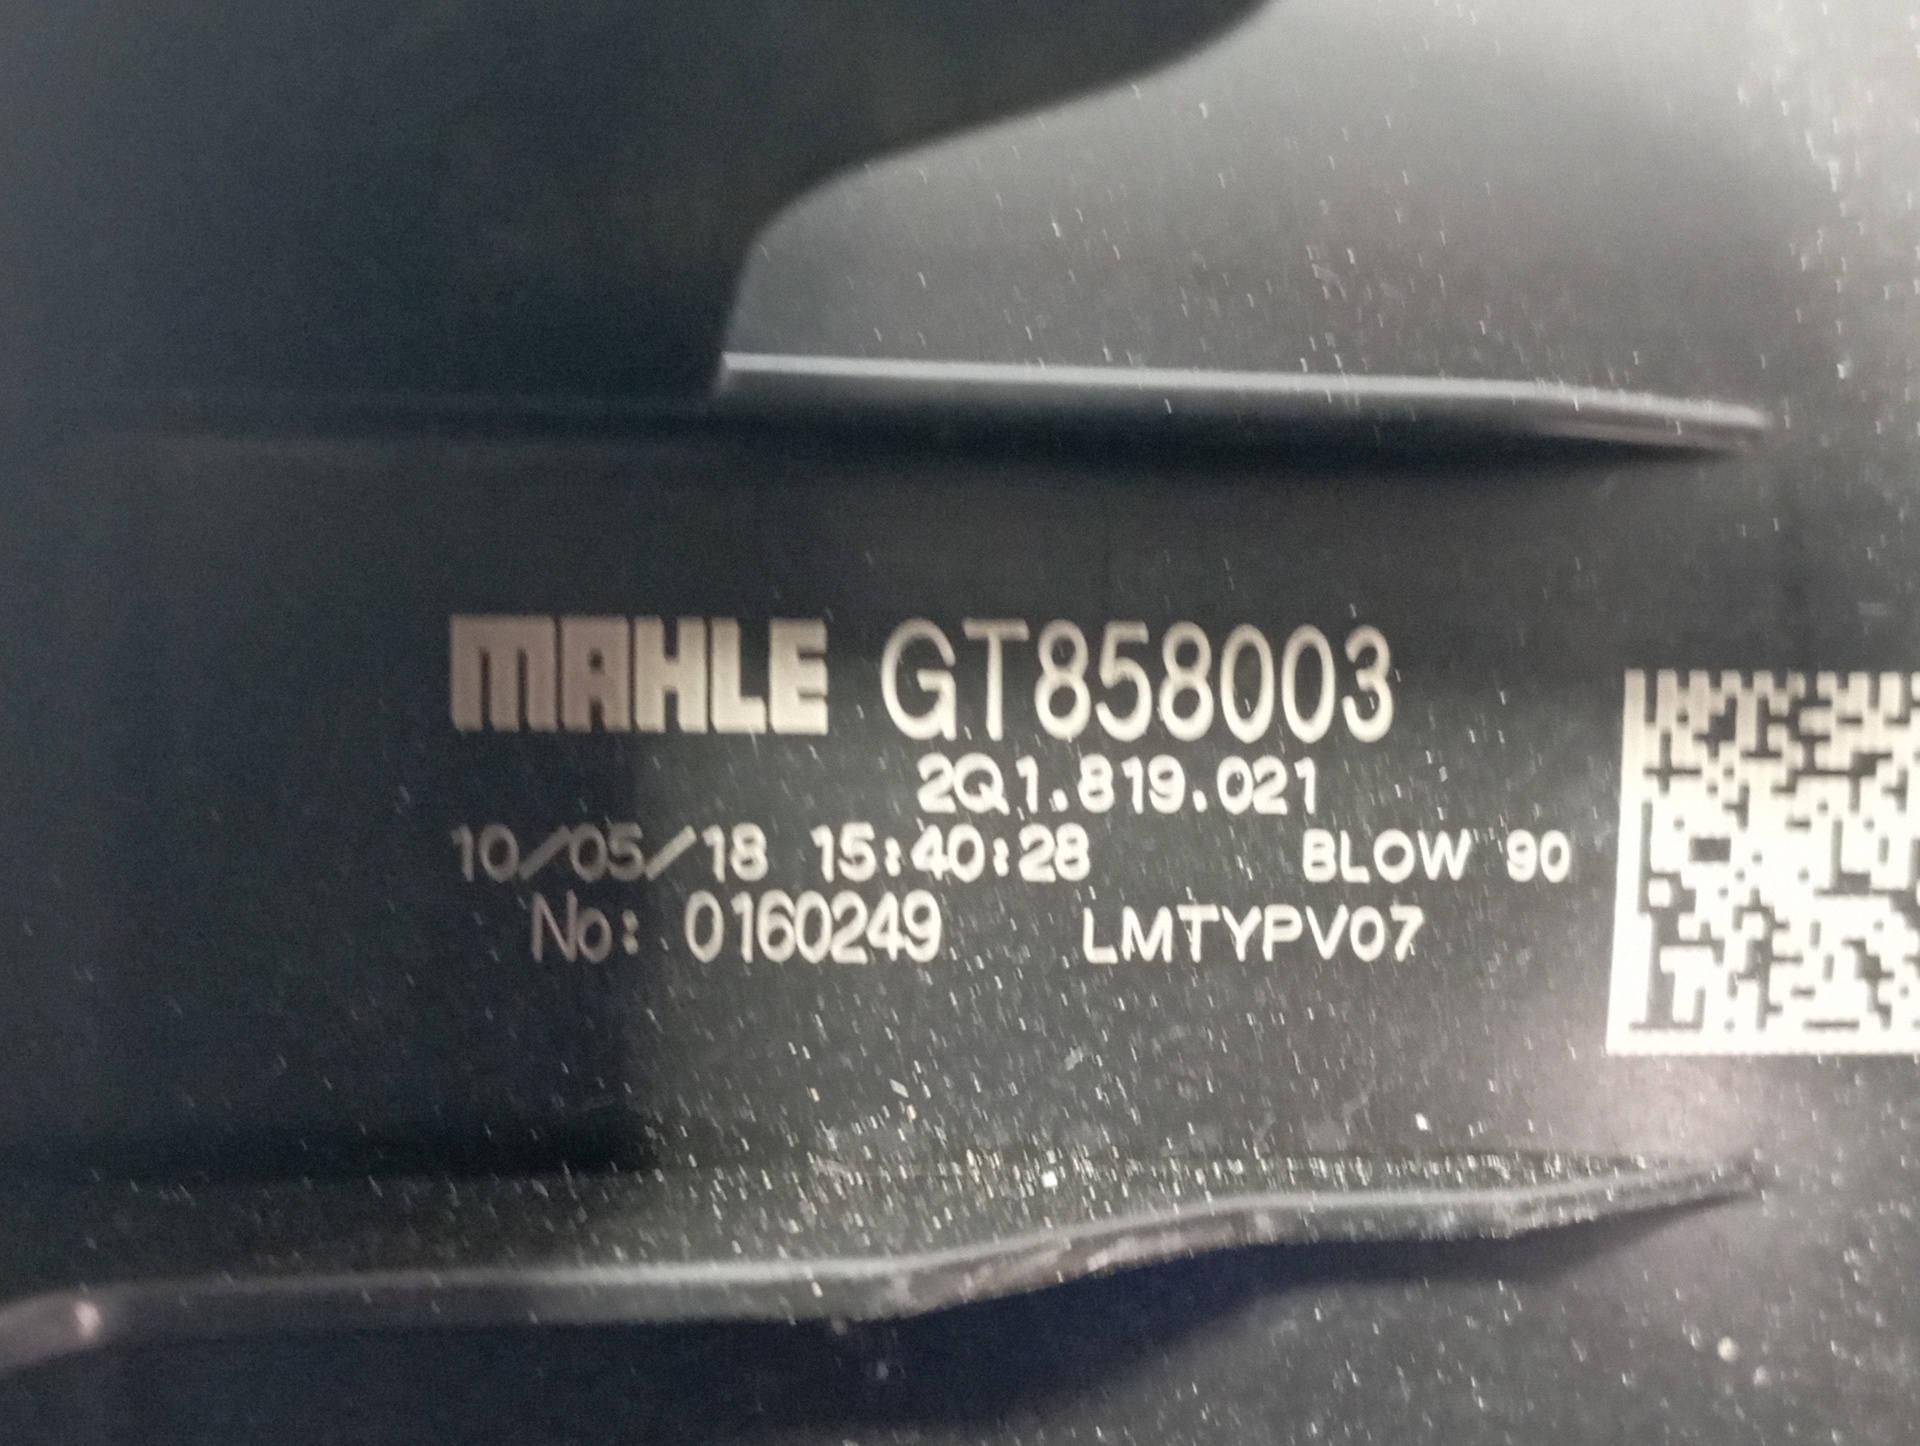 MAHLE GT858003
2Q1.819.021
10/05/18 15:40:28 BLOW 90
No: 0160249 LMTYPV07